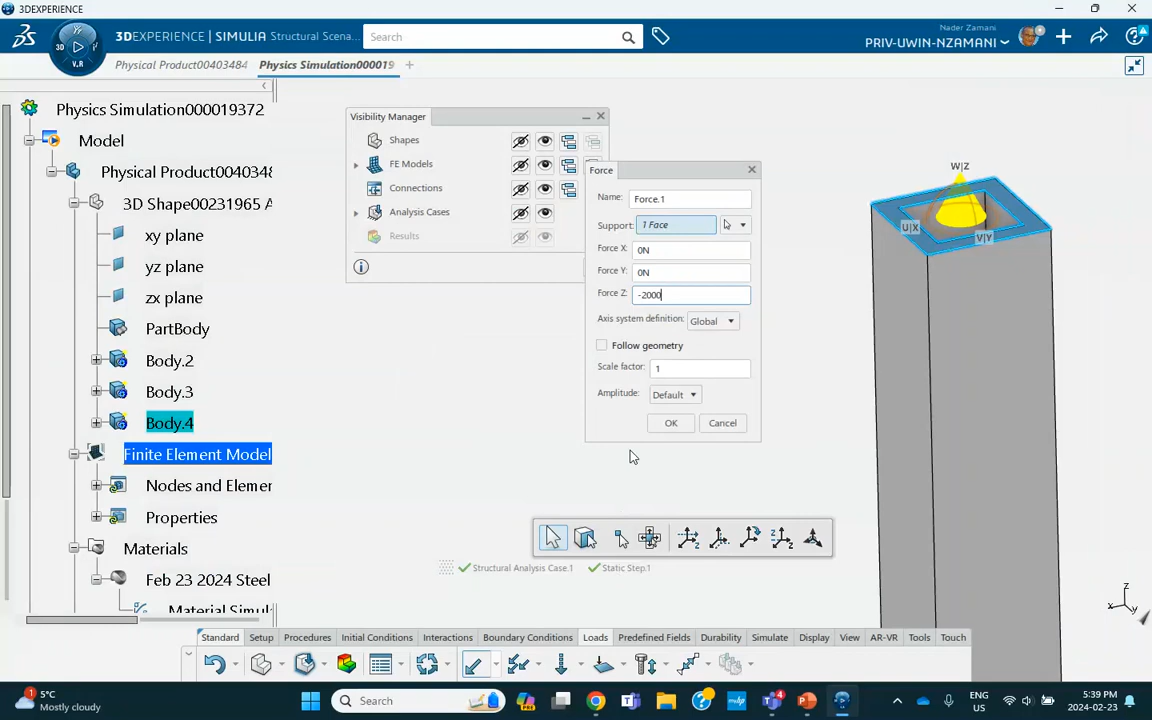 3DEXPERIENCE
3DEXPERIENCE | SIMULIA Structural Scena...
Search
Nader Zamani
PRIV-UWIN-NZAMANI
3D
V.R
Physical Product00403484
Physics Simulation000019
Physics Simulation000019372
Model
Physical Product0040348
3D Shape00231965 A
xy plane
yz plane
zx plane
PartBody
Body.2
Body.3
Body.4
Finite Element Model
Nodes and Elemer
Properties
Materials
Feb 23 2024 Steel
Material Simul
Visibility Manager
Shapes
FE Models
Connections
Analysis Cases
Results
Force
Name: Force.1
Support: 1 Face
Force X: 0N
Force Y: 0N
Force Z: -2000
Axis system definition: Global
Follow geometry
Scale factor: 1
Amplitude: Default
OK Cancel
W|Z
U|X
V|Y
z
x y
Structural Analysis Case.1 Static Step.1
Standard Setup Procedures Initial Conditions Interactions Boundary Conditions Loads Predefined Fields Durability Simulate Display View AR-VR Tools Touch
1
5°C
Mostly cloudy
Search
4
ENG
US
5:39 PM
2024-02-23